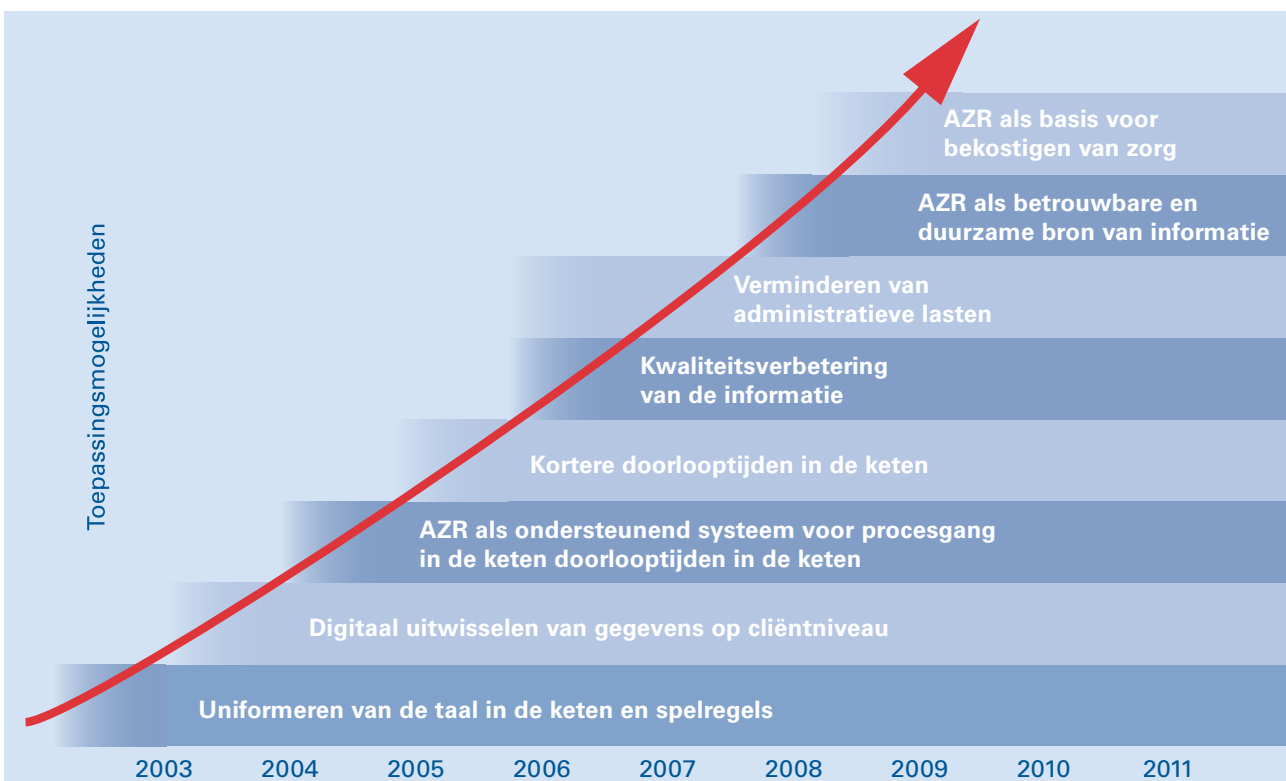 AZR als basis voor
bekostigen van zorg
AZR als betrouwbare en
duurzame bron van informatie
Verminderen van
administratieve lasten
Kwaliteitsverbetering
van de informatie
Kortere doorlooptijden in de keten
AZR als ondersteunend systeem voor procesgang
in de keten doorlooptijden in de keten
Digitaal uitwisselen van gegevens op cliëntniveau
Uniformeren van de taal in de keten en spelregels
Toepassingsmogelijkheden
2003 2004 2005 2006 2007 2008 2009 2010 2011